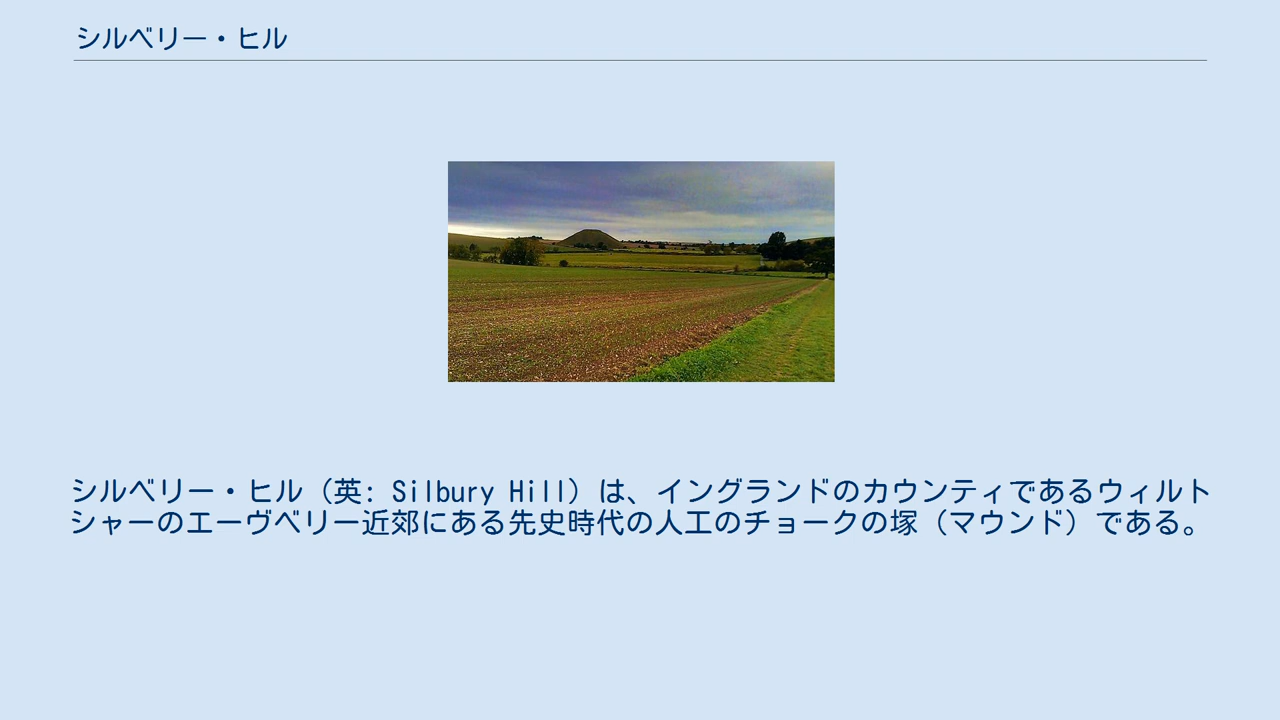 シルベリー・ヒル
シルベリー・ヒル（英: Silbury Hill）は、イングランドのカウンティであるウィルト
シャーのエーヴベリー近郊にある先史時代の人工のチョークの塚（マウンド）である。